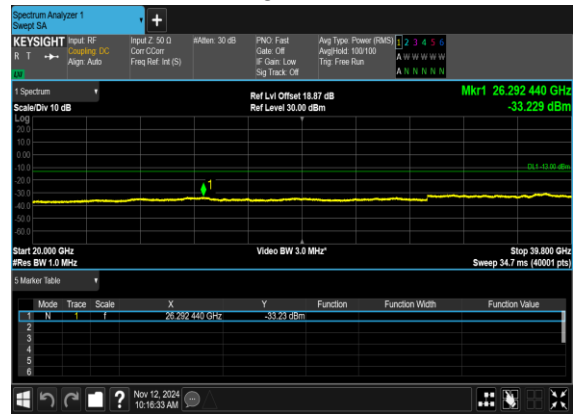 Spectrum Analyzer 1
Swept SA
+
KEYSIGHT Input: RF Input Z: 50 Ω #Atten: 30 dB PNO: Fast Avg Type: Power (RMS) 1 2 3 4 5 6
R T Coupling: DC Corr CCorr Gate: Off Avg|Hold: 100/100 A W W W W W
Align: Auto Freq Ref: Int (S) IF Gain: Low Trig: Free Run
LXI Sig Track: Off A N N N N N
1 Spectrum Ref Lvl Offset 18.87 dB Mkr1 26.292 440 GHz
Scale/Div 10 dB Ref Level 30.00 dBm -33.229 dBm
Log
20.0
10.0
0.00
-10.0 DL1 -13.00 dBm
-20.0
1
-30.0
-40.0
-50.0
-60.0
Start 20.000 GHz Video BW 3.0 MHz* Stop 39.800 GHz
#Res BW 1.0 MHz Sweep 34.7 ms (40001 pts)
5 Marker Table
Mode Trace Scale X Y Function Function Width Function Value
1 N 1 f 26.292 440 GHz -33.23 dBm
2
3
4
5
6
? Nov 12, 2024
10:16:33 AM